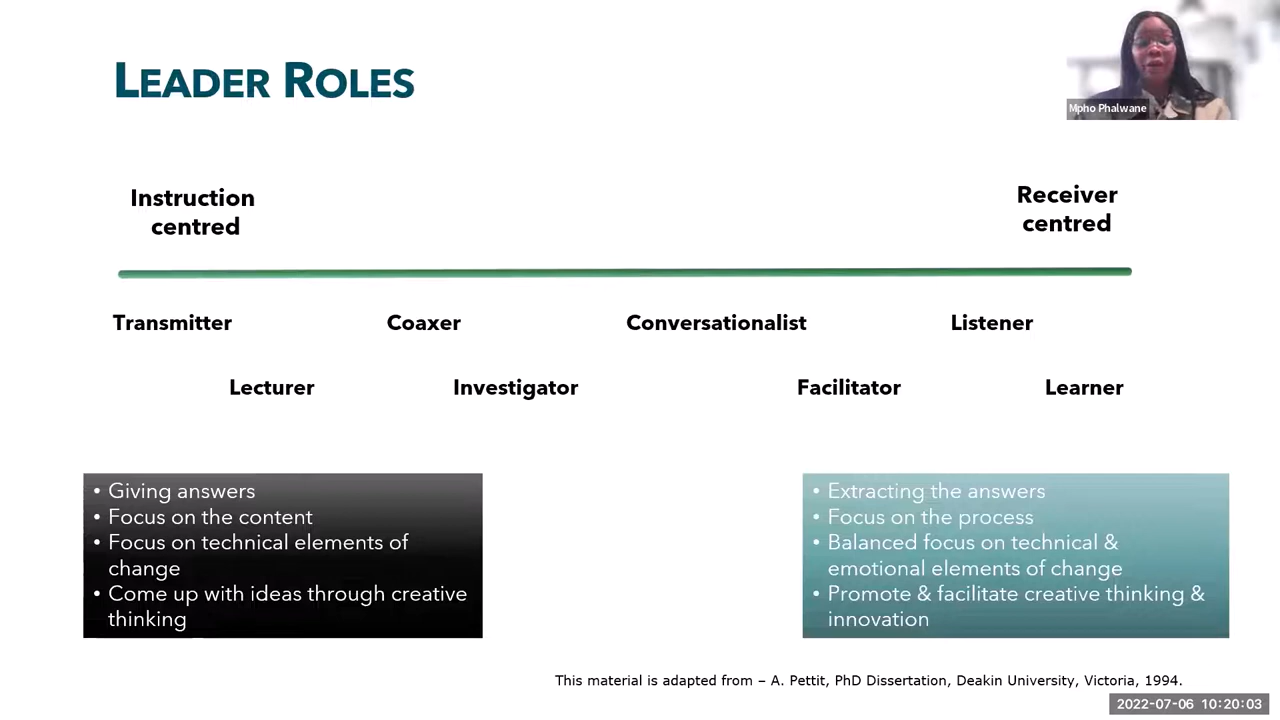 LEADER ROLES
Mpho Phalwane
Instruction
centred
Receiver
centred
Transmitter
Coaxer
Conversationalist
Listener
Lecturer
Investigator
Facilitator
Learner
• Giving answers
• Focus on the content
• Focus on technical elements of
change
• Come up with ideas through creative
thinking
• Extracting the answers
• Focus on the process
• Balanced focus on technical &
emotional elements of change
• Promote & facilitate creative thinking &
innovation
This material is adapted from – A. Pettit, PhD Dissertation, Deakin University, Victoria, 1994.
2022-07-06 10:20:03